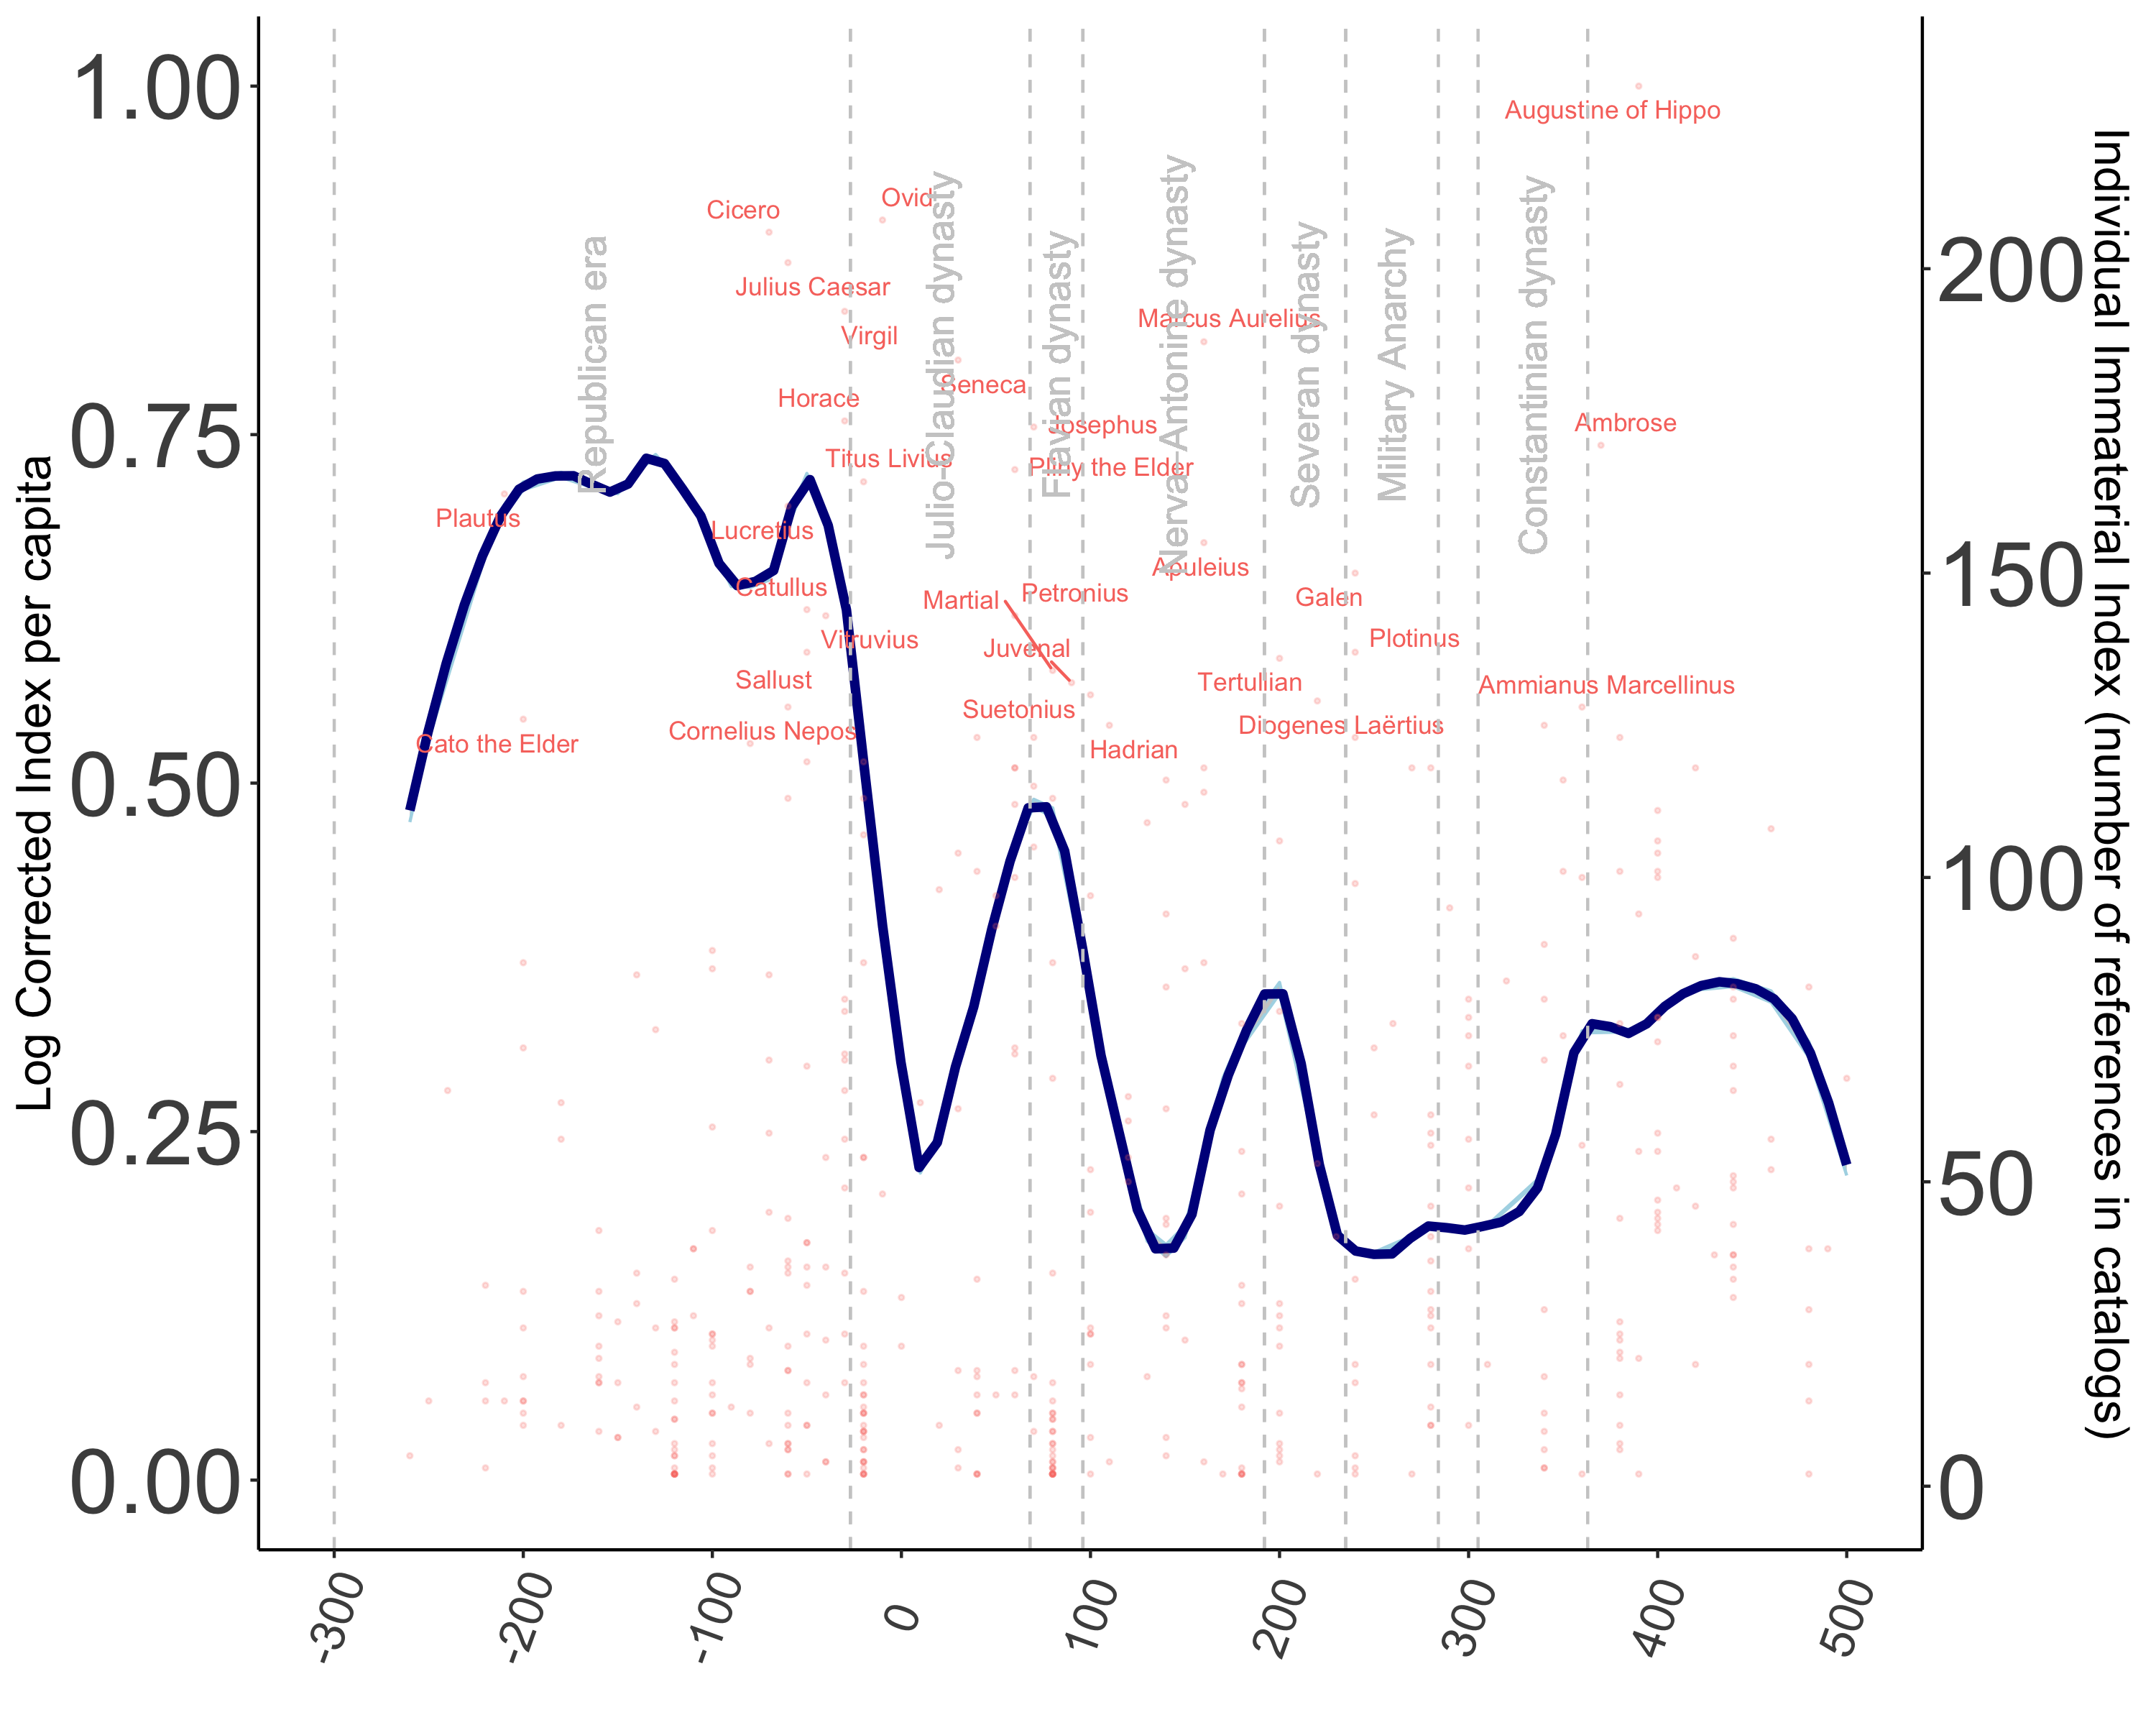 1.00
0.75
0.50
0.25
0.00
Log Corrected Index per capita
200
150
100
50
0
Individual Immaterial Index (number of references in catalogs)
-300
-200
-100
0
100
200
300
400
500
Republican era
Julio-Claudian dynasty
Flavian dynasty
Nerva-Antonine dynasty
Severan dynasty
Military Anarchy
Constantinian dynasty
Augustine of Hippo
Ovid
Cicero
Julius Caesar
Marcus Aurelius
Virgil
Seneca
Horace
Josephus
Ambrose
Titus Livius
Pliny the Elder
Plautus
Lucretius
Apuleius
Catullus
Petronius
Martial
Galen
Vitruvius
Plotinus
Juvenal
Sallust
Tertullian
Ammianus Marcellinus
Suetonius
Diogenes Laërtius
Cornelius Nepos
Cato the Elder
Hadrian